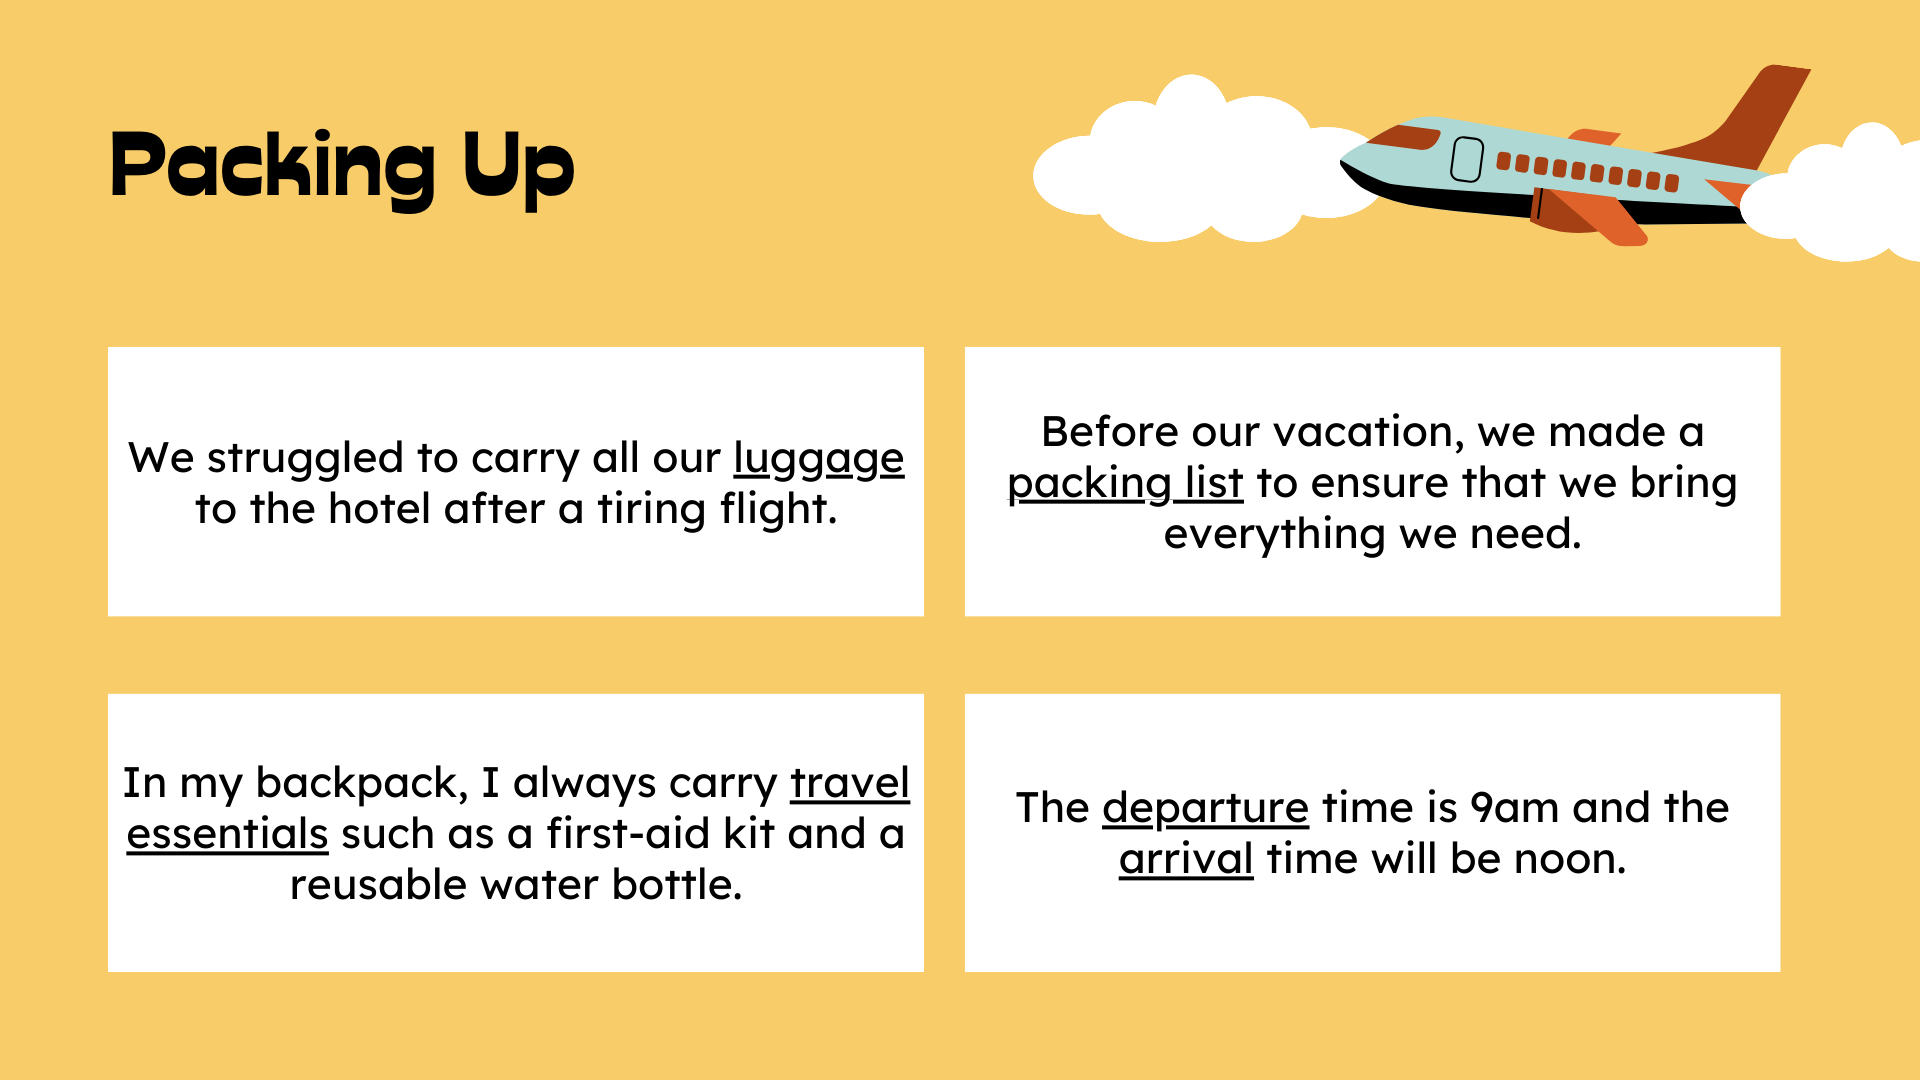 Packing Up
We struggled to carry all our luggage
to the hotel after a tiring flight.
Before our vacation, we made a
packing list to ensure that we bring
everything we need.
In my backpack, I always carry travel
essentials such as a first-aid kit and a
reusable water bottle.
The departure time is 9am and the
arrival time will be noon.